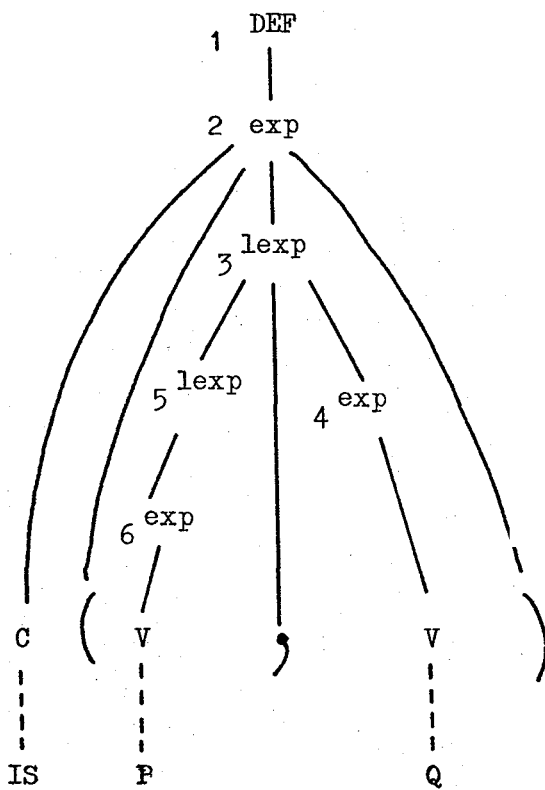 1 DEF
2 exp
3 lexp
5 lexp 4 exp
6 exp
C ( V , V )
IS P Q